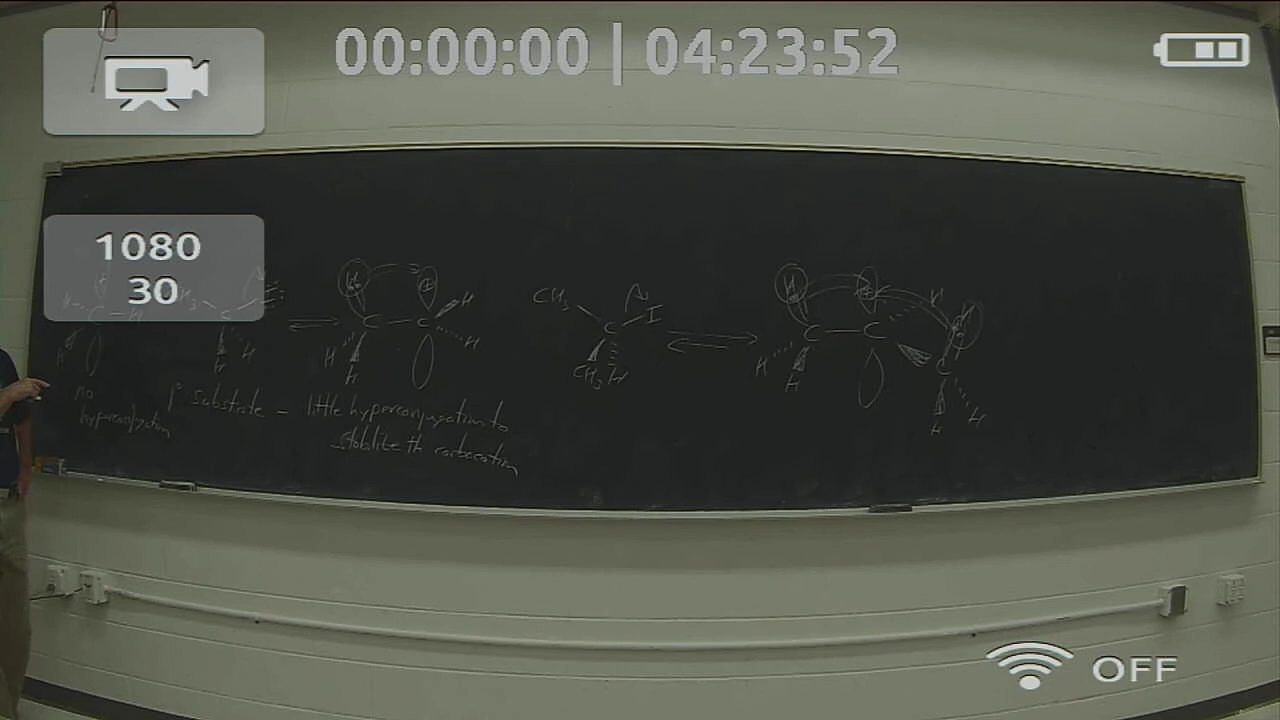 00:00:00 | 04:23:52
1080
30
CH₃
I
C
CH₃ H
C — C
H
H
H
H
C — C
H
H
C
H
H
no
hyperconjugation
1° substrate – little hyperconjugation to
stabilize th carbocation
OFF